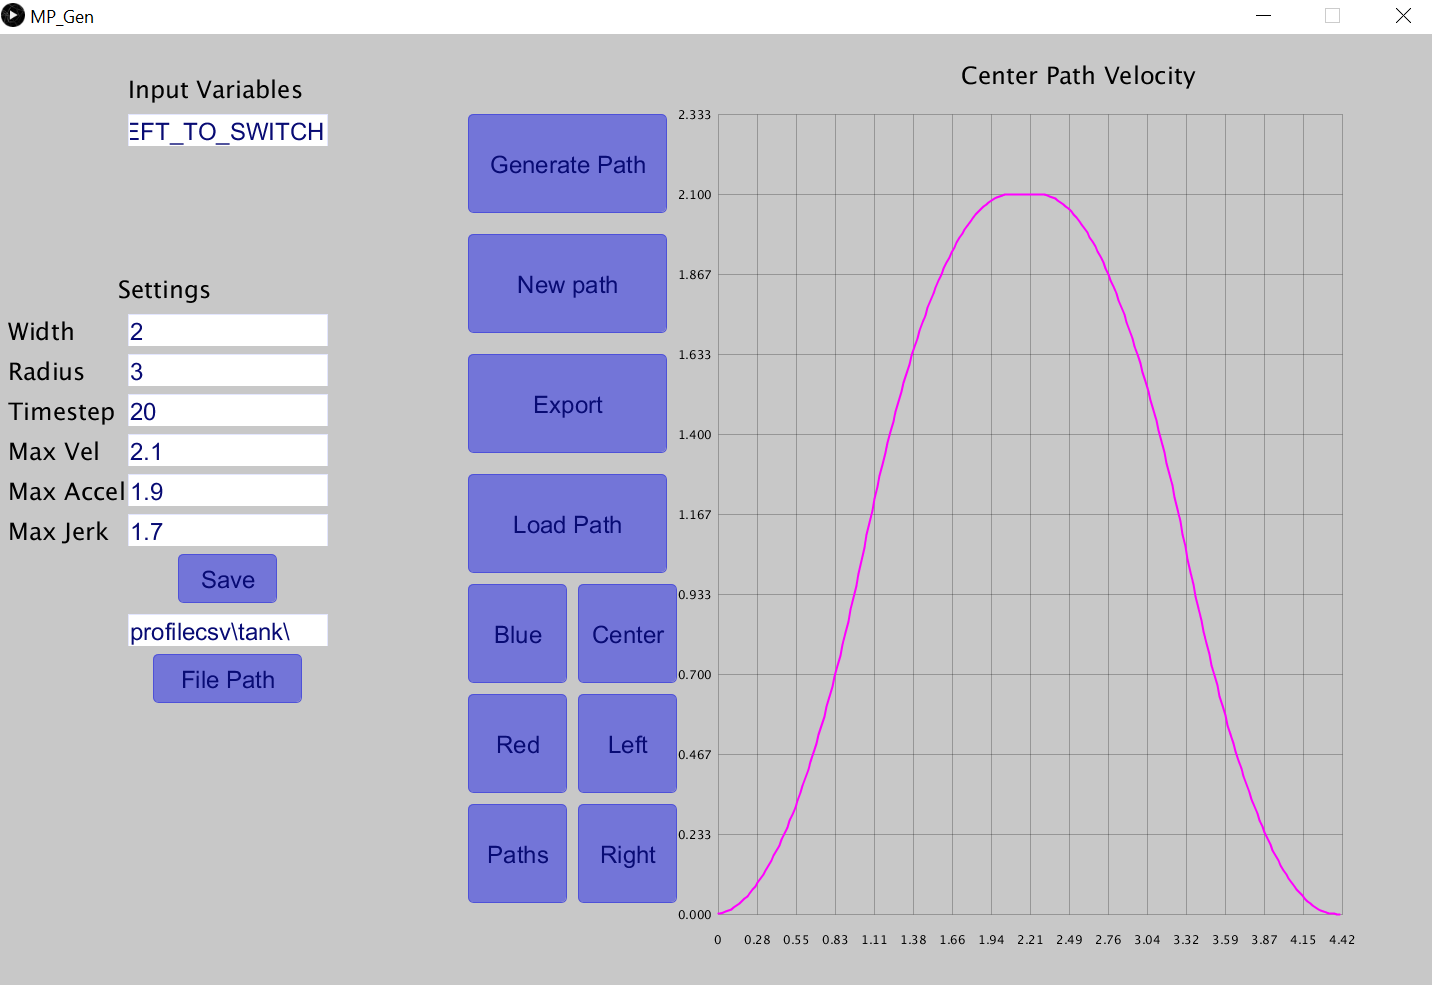 MP_Gen
Input Variables
EFT_TO_SWITCH
Settings
Width 2
Radius 3
Timestep 20
Max Vel 2.1
Max Accel 1.9
Max Jerk 1.7
Save
profilecsv\tank\
File Path
Generate Path
New path
Export
Load Path
Blue Center
Red Left
Paths Right
Center Path Velocity
2.333
2.100
1.867
1.633
1.400
1.167
0.933
0.700
0.467
0.233
0.000
0 0.28 0.55 0.83 1.11 1.38 1.66 1.94 2.21 2.49 2.76 3.04 3.32 3.59 3.87 4.15 4.42